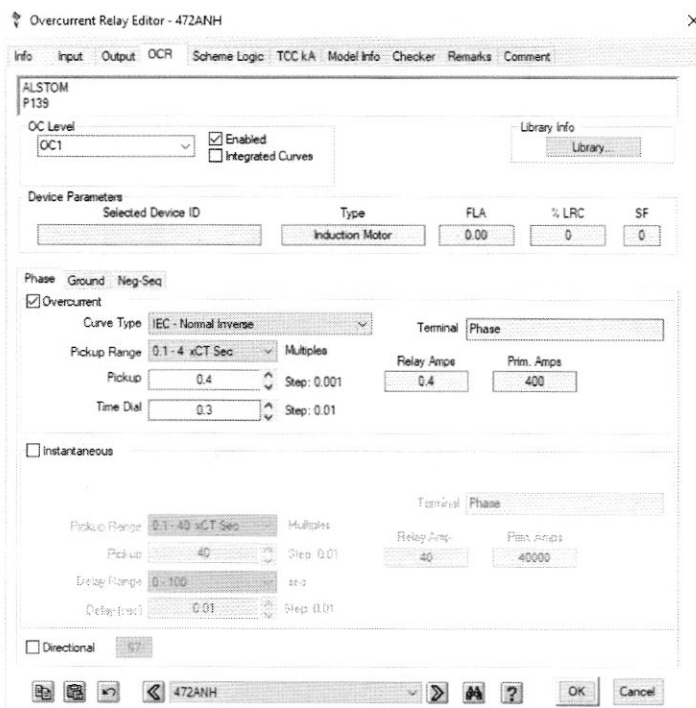 Overcurrent Relay Editor - 472ANH
Info Input Output OCR Scheme Logic TCC kA Model Info Checker Remarks Comment
ALSTOM
P139
OC Level
OC1
Enabled
Integrated Curves
Library Info
Library...
Device Parameters
Selected Device ID Type FLA % LRC SF
Induction Motor 0.00 0 0
Phase Ground Neg-Seq
Overcurrent
Curve Type IEC - Normal Inverse Terminal Phase
Pickup Range 0.1 - 4 xCT Sec Multiples Relay Amps Prim. Amps
Pickup 0.4 Step: 0.001 0.4 400
Time Dial 0.3 Step: 0.01
Instantaneous
Terminal Phase
Pickup Range 0.1 - 40 xCT Sec Multiples Relay Amp Prim. Amps
Pickup 40 Step: 0.01 40 40000
Delay Range 0 - 100 sec
Delay (sec) 0.01 Step: 0.01
Directional 67
472ANH ? OK Cancel